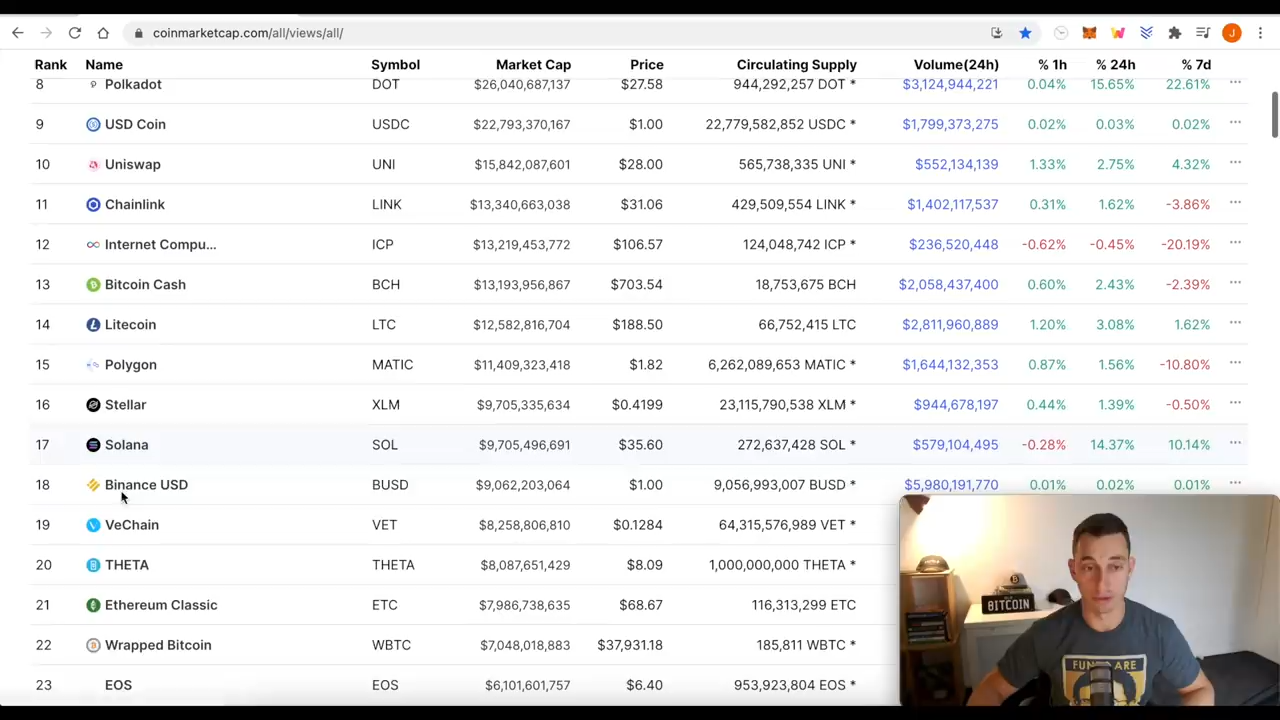 coinmarketcap.com/all/views/all/
J
Rank Name Symbol Market Cap Price Circulating Supply Volume(24h) % 1h % 24h % 7d
8 Polkadot DOT $26,040,687,137 $27.58 944,292,257 DOT * $3,124,944,221 0.04% 15.65% 22.61%
9 USD Coin USDC $22,793,370,167 $1.00 22,779,582,852 USDC * $1,799,373,275 0.02% 0.03% 0.02%
10 Uniswap UNI $15,842,087,601 $28.00 565,738,335 UNI * $552,134,139 1.33% 2.75% 4.32%
11 Chainlink LINK $13,340,663,038 $31.06 429,509,554 LINK * $1,402,117,537 0.31% 1.62% -3.86%
12 Internet Compu... ICP $13,219,453,772 $106.57 124,048,742 ICP * $236,520,448 -0.62% -0.45% -20.19%
13 Bitcoin Cash BCH $13,193,956,867 $703.54 18,753,675 BCH $2,058,437,400 0.60% 2.43% -2.39%
14 Litecoin LTC $12,582,816,704 $188.50 66,752,415 LTC $2,811,960,889 1.20% 3.08% 1.62%
15 Polygon MATIC $11,409,323,418 $1.82 6,262,089,653 MATIC * $1,644,132,353 0.87% 1.56% -10.80%
16 Stellar XLM $9,705,335,634 $0.4199 23,115,790,538 XLM * $944,678,197 0.44% 1.39% -0.50%
17 Solana SOL $9,705,496,691 $35.60 272,637,428 SOL * $579,104,495 -0.28% 14.37% 10.14%
18 Binance USD BUSD $9,062,203,064 $1.00 9,056,993,007 BUSD * $5,980,191,770 0.01% 0.02% 0.01%
19 VeChain VET $8,258,806,810 $0.1284 64,315,576,989 VET *
20 THETA THETA $8,087,651,429 $8.09 1,000,000,000 THETA *
21 Ethereum Classic ETC $7,986,738,635 $68.67 116,313,299 ETC
22 Wrapped Bitcoin WBTC $7,048,018,883 $37,931.18 185,811 WBTC *
23 EOS EOS $6,101,601,757 $6.40 953,923,804 EOS *
BITCOIN
ARE